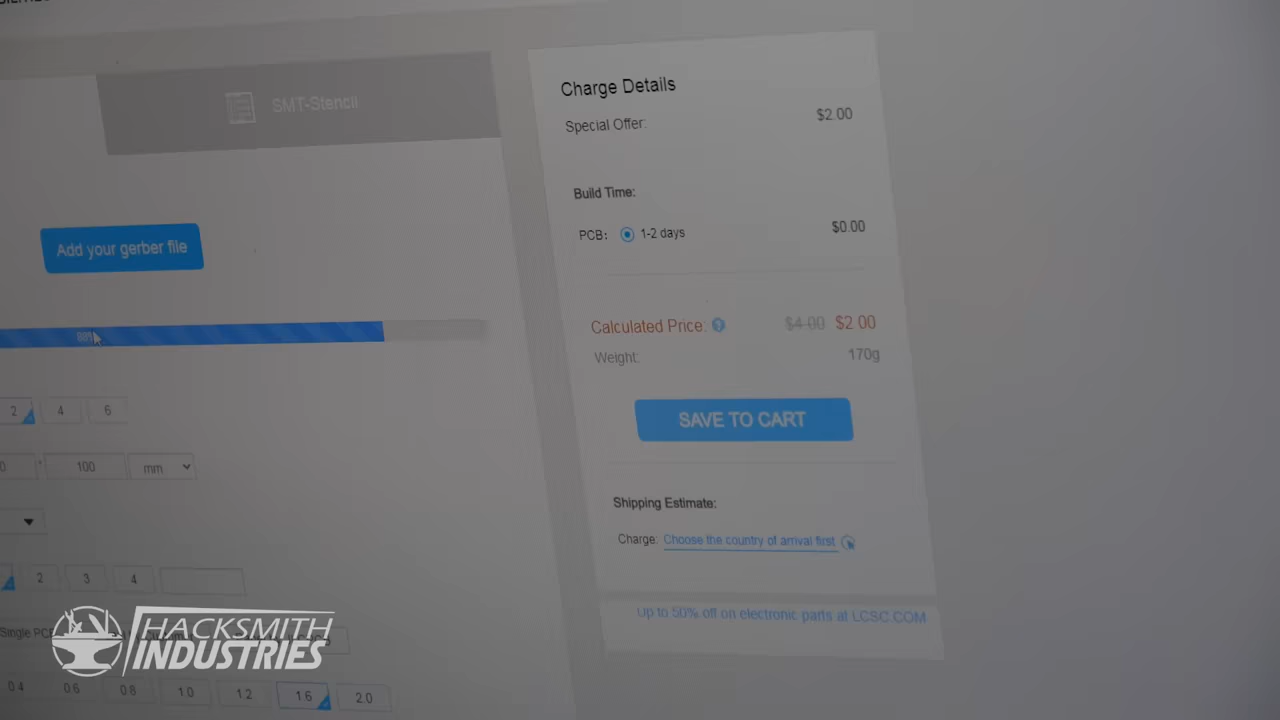 SMT-Stencil
Add your gerber file
2 4 6
100 mm
2 3 4
Single PC
0.4 0.6 0.8 1.0 1.2 1.6 2.0
Charge Details
Special Offer: $2.00
Build Time:
PCB: 1-2 days $0.00
Calculated Price: ? $4.00 $2.00
Weight: 170g
SAVE TO CART
Shipping Estimate:
Charge: Choose the country of arrival first
Up to 50% off on electronic parts at LCSC.COM
HACKSMITH
INDUSTRIES